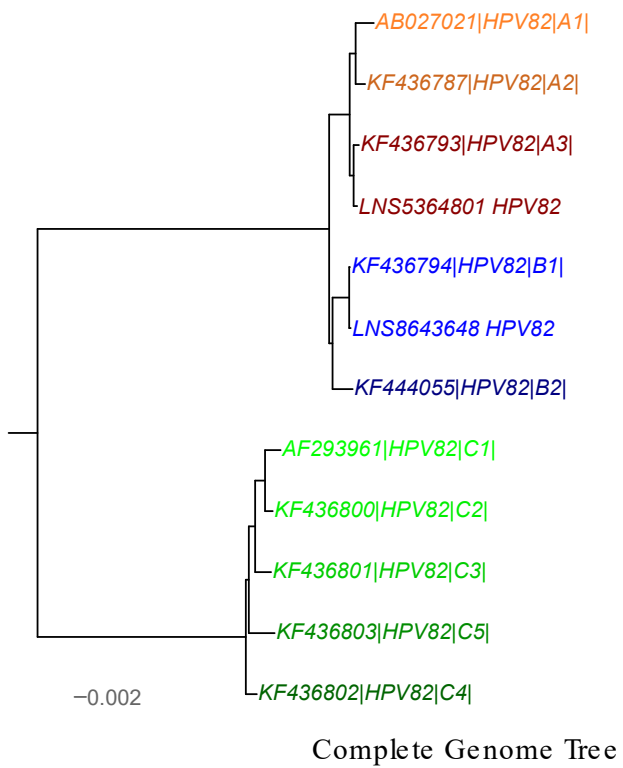 AB027021|HPV82|A1|
KF436787|HPV82|A2|
KF436793|HPV82|A3|
LNS5364801 HPV82
KF436794|HPV82|B1|
LNS8643648 HPV82
KF444055|HPV82|B2|
AF293961|HPV82|C1|
KF436800|HPV82|C2|
KF436801|HPV82|C3|
KF436803|HPV82|C5|
KF436802|HPV82|C4|
−0.002
Complete Genome Tree